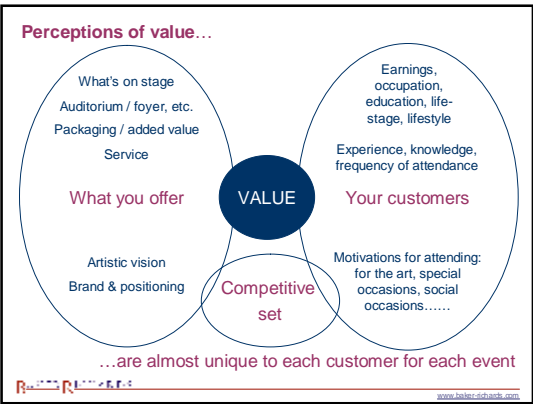 Perceptions of value…
What's on stage
Auditorium / foyer, etc.
Packaging / added value
Service
What you offer
Artistic vision
Brand & positioning
VALUE
Competitive
set
Earnings,
occupation,
education, life-
stage, lifestyle
Experience, knowledge,
frequency of attendance
Your customers
Motivations for attending:
for the art, special
occasions, social
occasions……
…are almost unique to each customer for each event
www.baker-richards.com